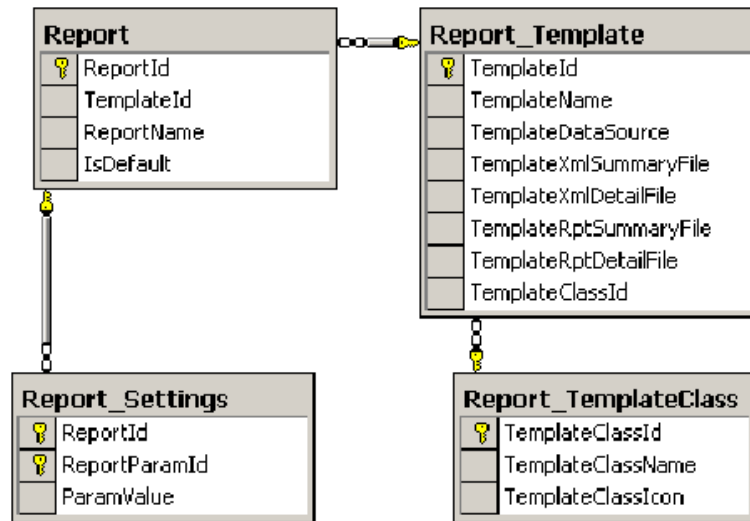 Report
ReportId
TemplateId
ReportName
IsDefault
Report_Template
TemplateId
TemplateName
TemplateDataSource
TemplateXmlSummaryFile
TemplateXmlDetailFile
TemplateRptSummaryFile
TemplateRptDetailFile
TemplateClassId
Report_Settings
ReportId
ReportParamId
ParamValue
Report_TemplateClass
TemplateClassId
TemplateClassName
TemplateClassIcon